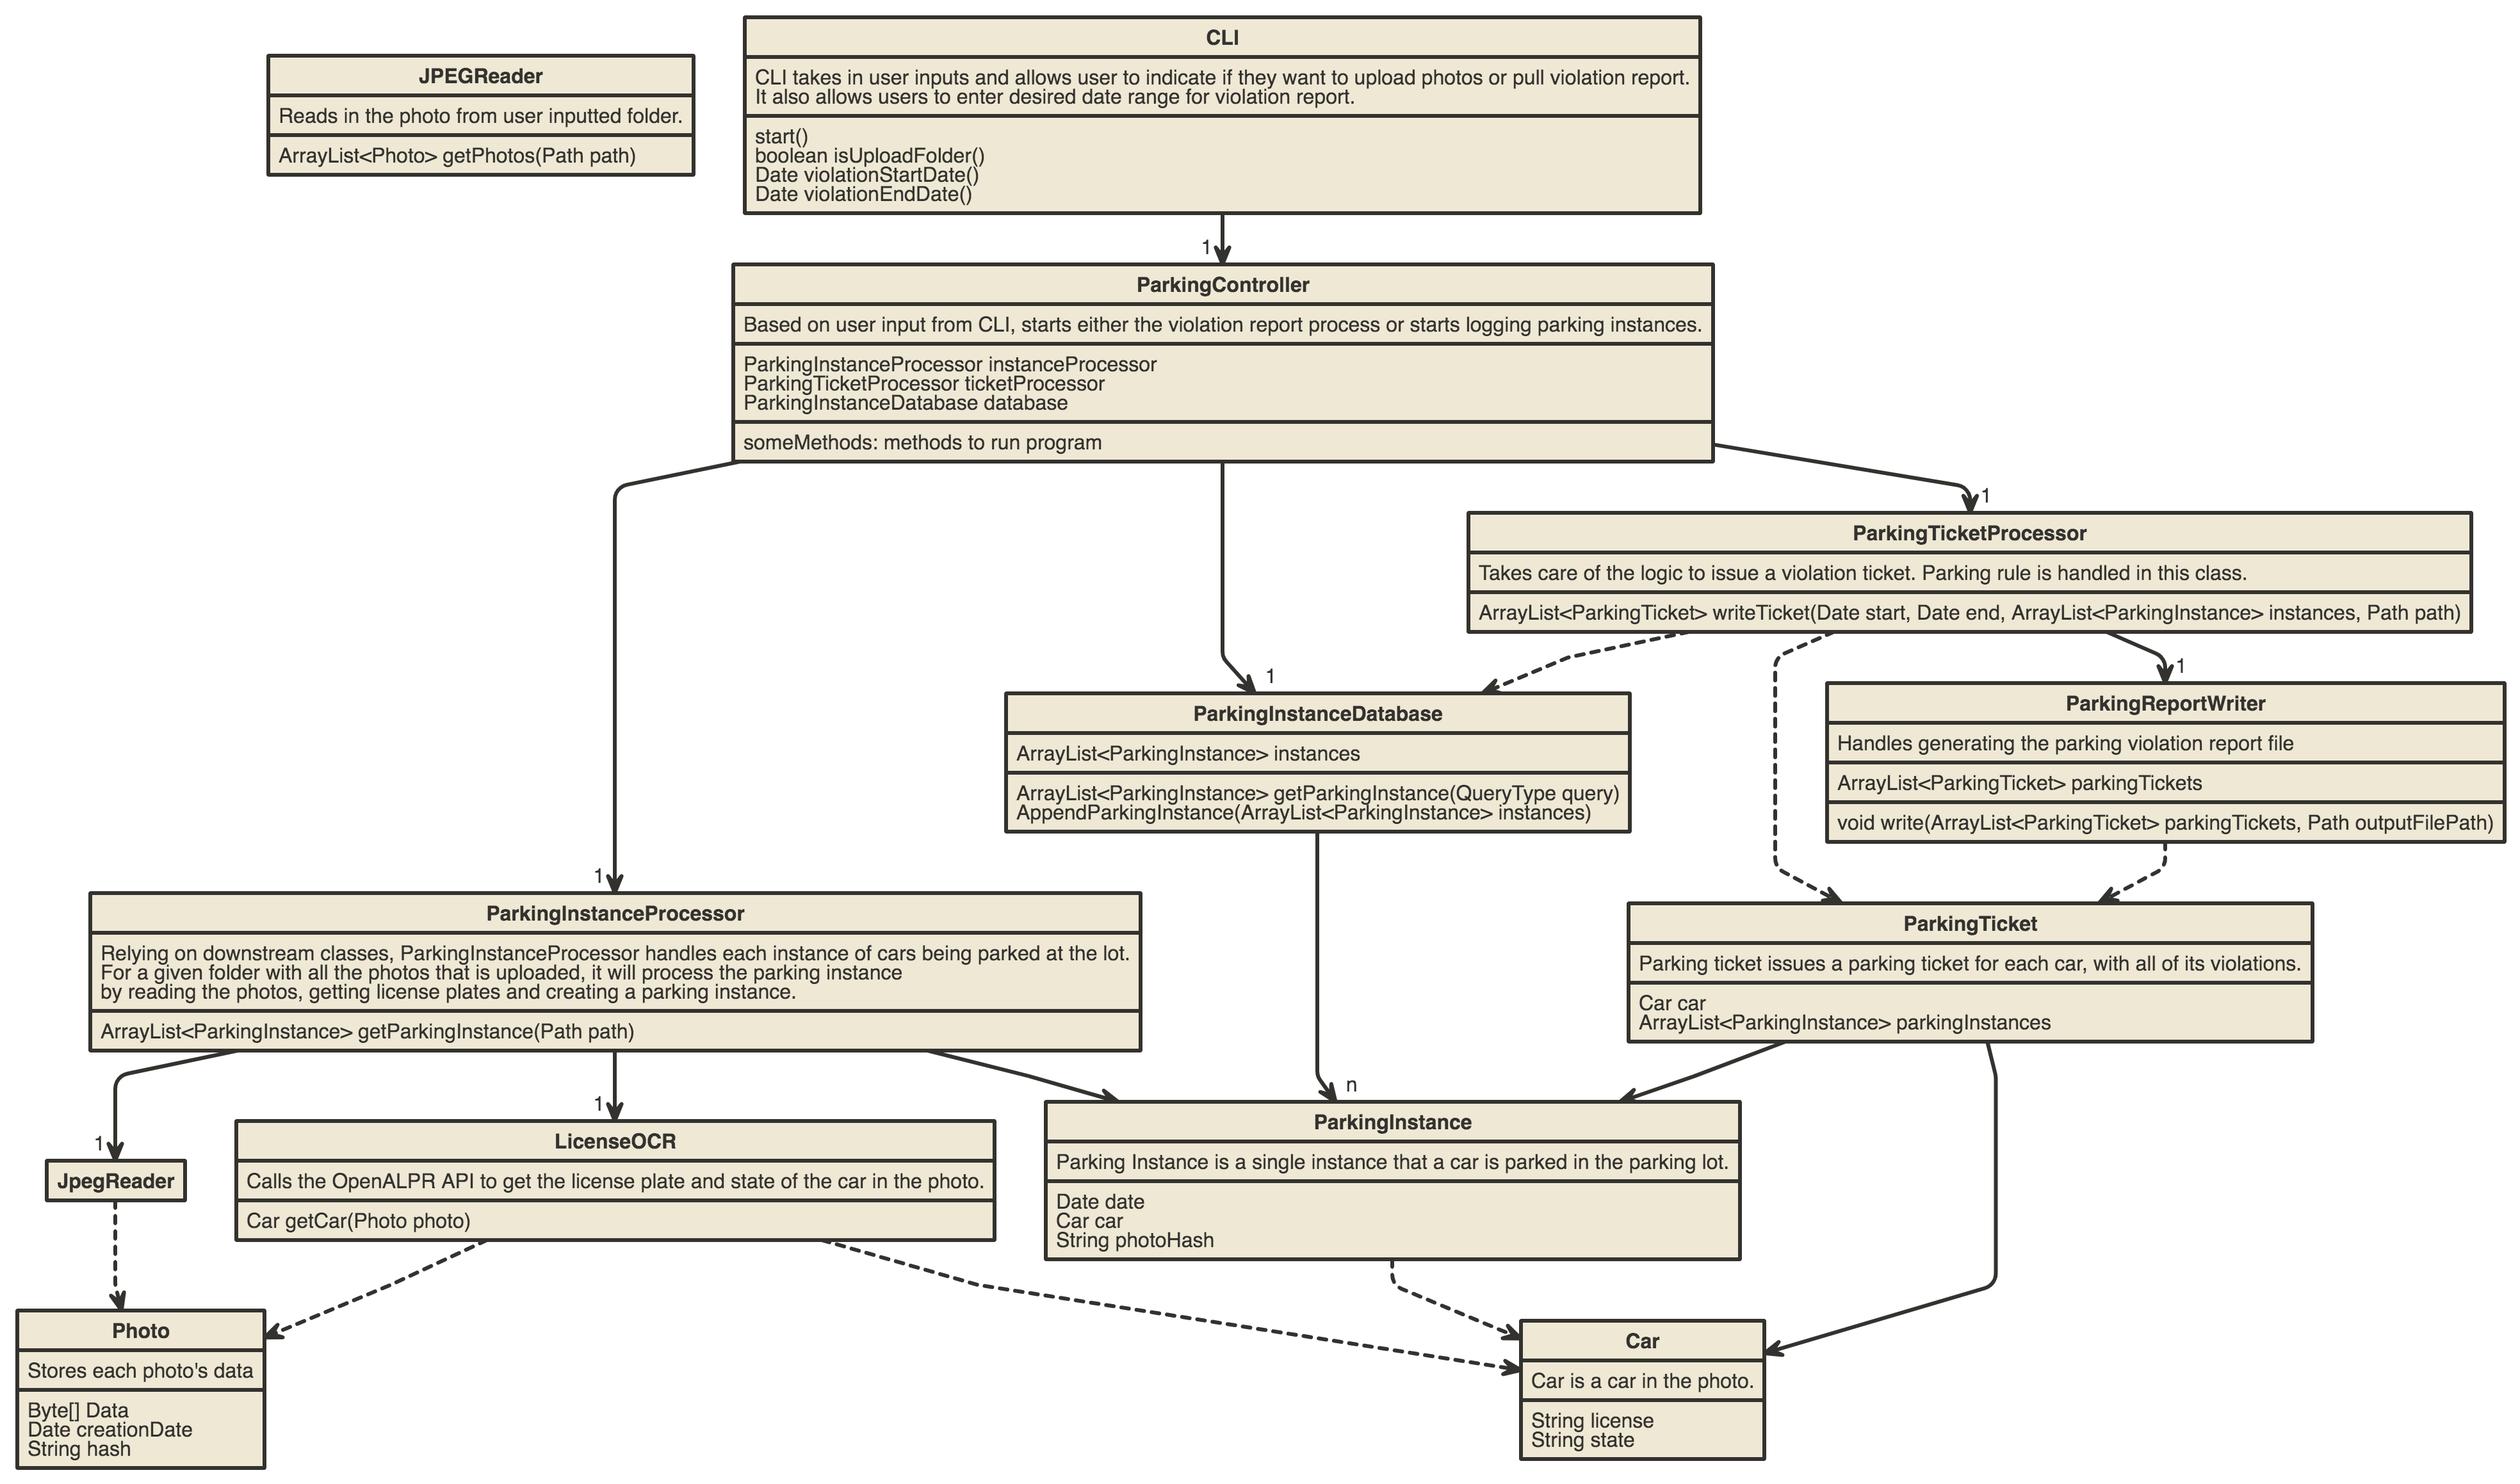 JPEGReader
Reads in the photo from user inputted folder.
ArrayList<Photo> getPhotos(Path path)
CLI
CLI takes in user inputs and allows user to indicate if they want to upload photos or pull violation report.
It also allows users to enter desired date range for violation report.
start()
boolean isUploadFolder()
Date violationStartDate()
Date violationEndDate()
1
ParkingController
Based on user input from CLI, starts either the violation report process or starts logging parking instances.
ParkingInstanceProcessor instanceProcessor
ParkingTicketProcessor ticketProcessor
ParkingInstanceDatabase database
someMethods: methods to run program
1
ParkingTicketProcessor
Takes care of the logic to issue a violation ticket. Parking rule is handled in this class.
ArrayList<ParkingTicket> writeTicket(Date start, Date end, ArrayList<ParkingInstance> instances, Path path)
1
ParkingInstanceDatabase
ArrayList<ParkingInstance> instances
ArrayList<ParkingInstance> getParkingInstance(QueryType query)
AppendParkingInstance(ArrayList<ParkingInstance> instances)
1
ParkingReportWriter
Handles generating the parking violation report file
ArrayList<ParkingTicket> parkingTickets
void write(ArrayList<ParkingTicket> parkingTickets, Path outputFilePath)
1
ParkingInstanceProcessor
Relying on downstream classes, ParkingInstanceProcessor handles each instance of cars being parked at the lot.
For a given folder with all the photos that is uploaded, it will process the parking instance
by reading the photos, getting license plates and creating a parking instance.
ArrayList<ParkingInstance> getParkingInstance(Path path)
ParkingTicket
Parking ticket issues a parking ticket for each car, with all of its violations.
Car car
ArrayList<ParkingInstance> parkingInstances
1
JpegReader
1
LicenseOCR
Calls the OpenALPR API to get the license plate and state of the car in the photo.
Car getCar(Photo photo)
n
ParkingInstance
Parking Instance is a single instance that a car is parked in the parking lot.
Date date
Car car
String photoHash
Photo
Stores each photo's data
Byte[] Data
Date creationDate
String hash
Car
Car is a car in the photo.
String license
String state